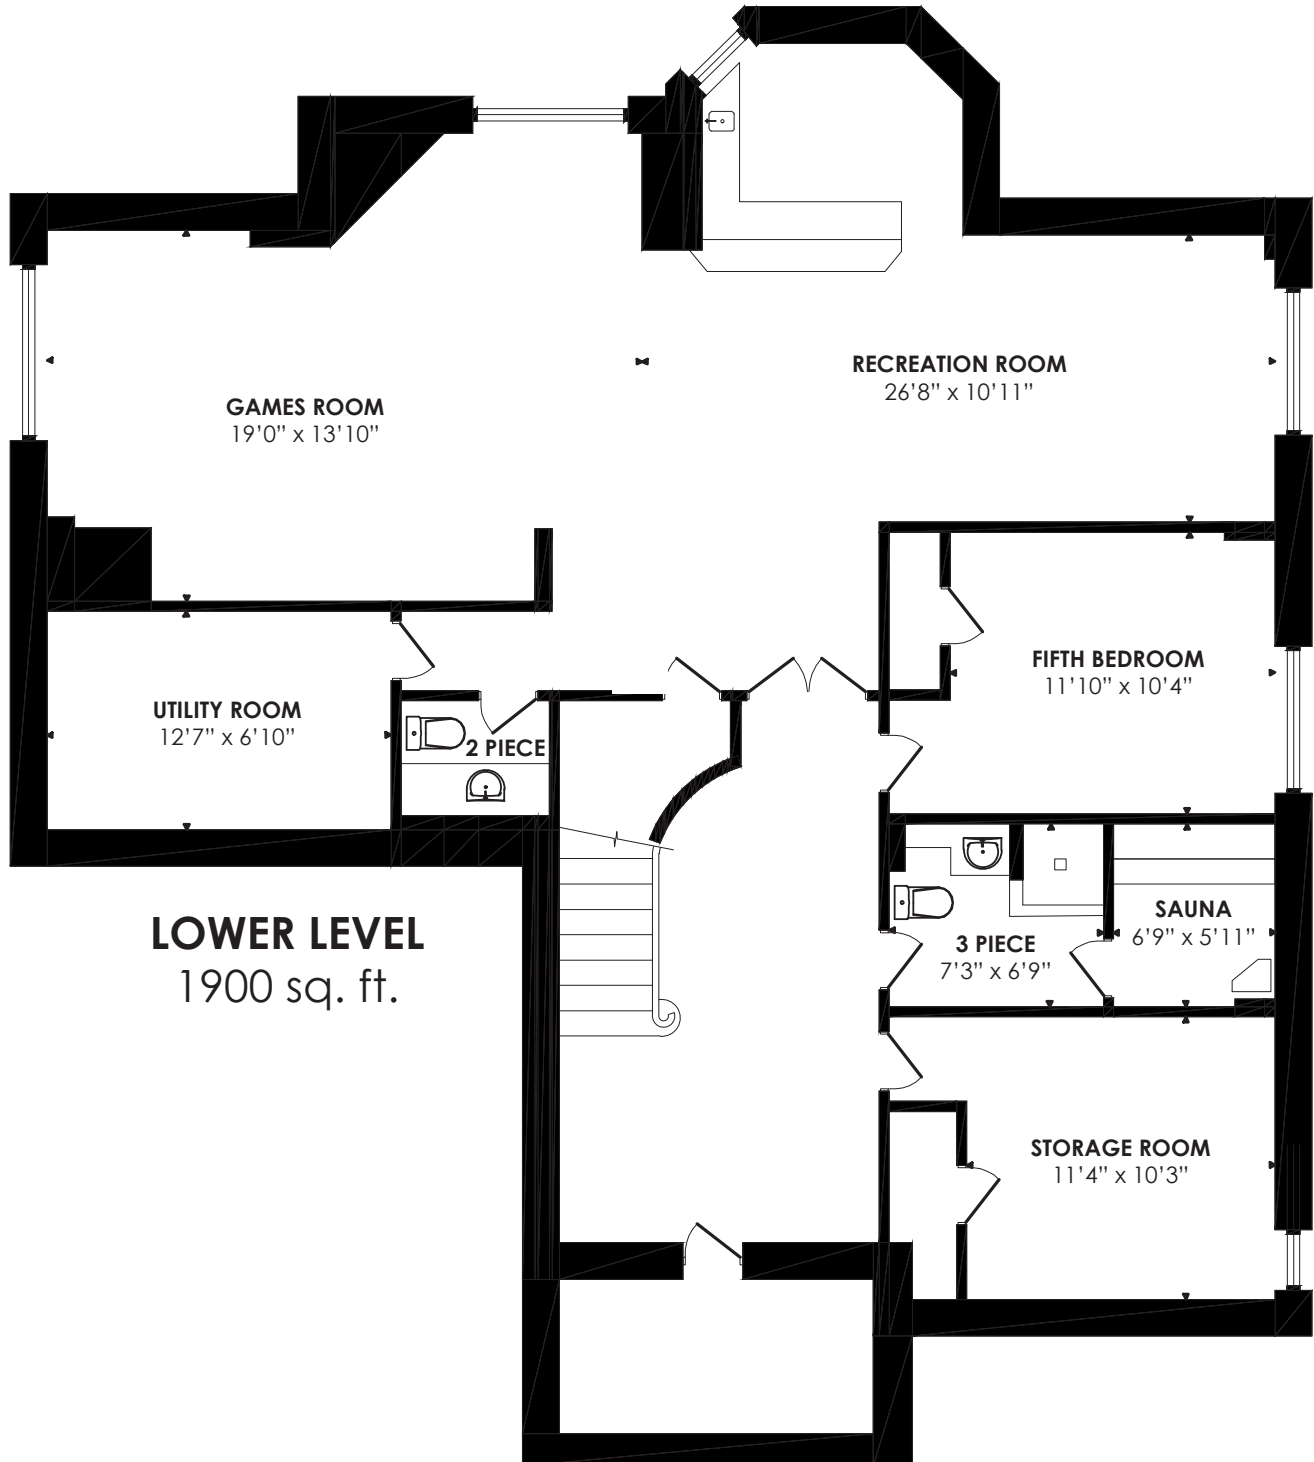 RECREATION ROOM
26’8” x 10’11”
GAMES ROOM
19’0” x 13’10”
FIFTH BEDROOM
11’10” x 10’4”
UTILITY ROOM
12’7” x 6’10”
2 PIECE
LOWER LEVEL
1900 sq. ft.
SAUNA
6’9” x 5’11”
3 PIECE
7’3” x 6’9”
STORAGE ROOM
11’4” x 10’3”